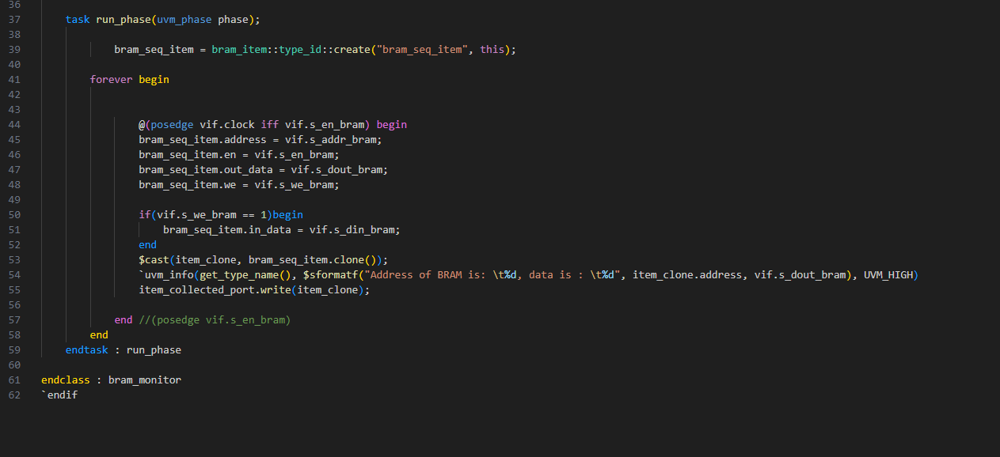 36
37 task run_phase(uvm_phase phase);
38
39 bram_seq_item = bram_item::type_id::create("bram_seq_item", this);
40
41 forever begin
42
43
44 @(posedge vif.clock iff vif.s_en_bram) begin
45 bram_seq_item.address = vif.s_addr_bram;
46 bram_seq_item.en = vif.s_en_bram;
47 bram_seq_item.out_data = vif.s_dout_bram;
48 bram_seq_item.we = vif.s_we_bram;
49
50 if(vif.s_we_bram == 1)begin
51 bram_seq_item.in_data = vif.s_din_bram;
52 end
53 $cast(item_clone, bram_seq_item.clone());
54 `uvm_info(get_type_name(), $sformatf("Address of BRAM is: \t%d, data is : \t%d", item_clone.address, vif.s_dout_bram), UVM_HIGH)
55 item_collected_port.write(item_clone);
56
57 end //(posedge vif.s_en_bram)
58 end
59 endtask : run_phase
60
61 endclass : bram_monitor
62 `endif